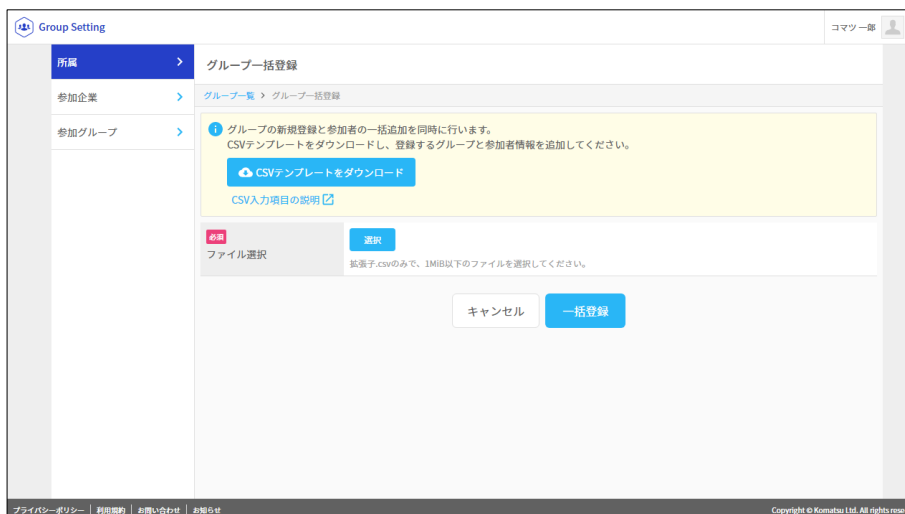 Group Setting
コマツ 一郎
所属
参加企業
参加グループ
グループ一括登録
グループ一覧 > グループ一括登録
グループの新規登録と参加者の一括追加を同時に行います。
CSVテンプレートをダウンロードし、登録するグループと参加者情報を追加してください。
CSVテンプレートをダウンロード
CSV入力項目の説明
必須
ファイル選択
選択
拡張子.csvのみで、1MiB以下のファイルを選択してください。
キャンセル
一括登録
プライバシーポリシー | 利用規約 | お問い合わせ | お知らせ
Copyright © Komatsu Ltd. All rights rese